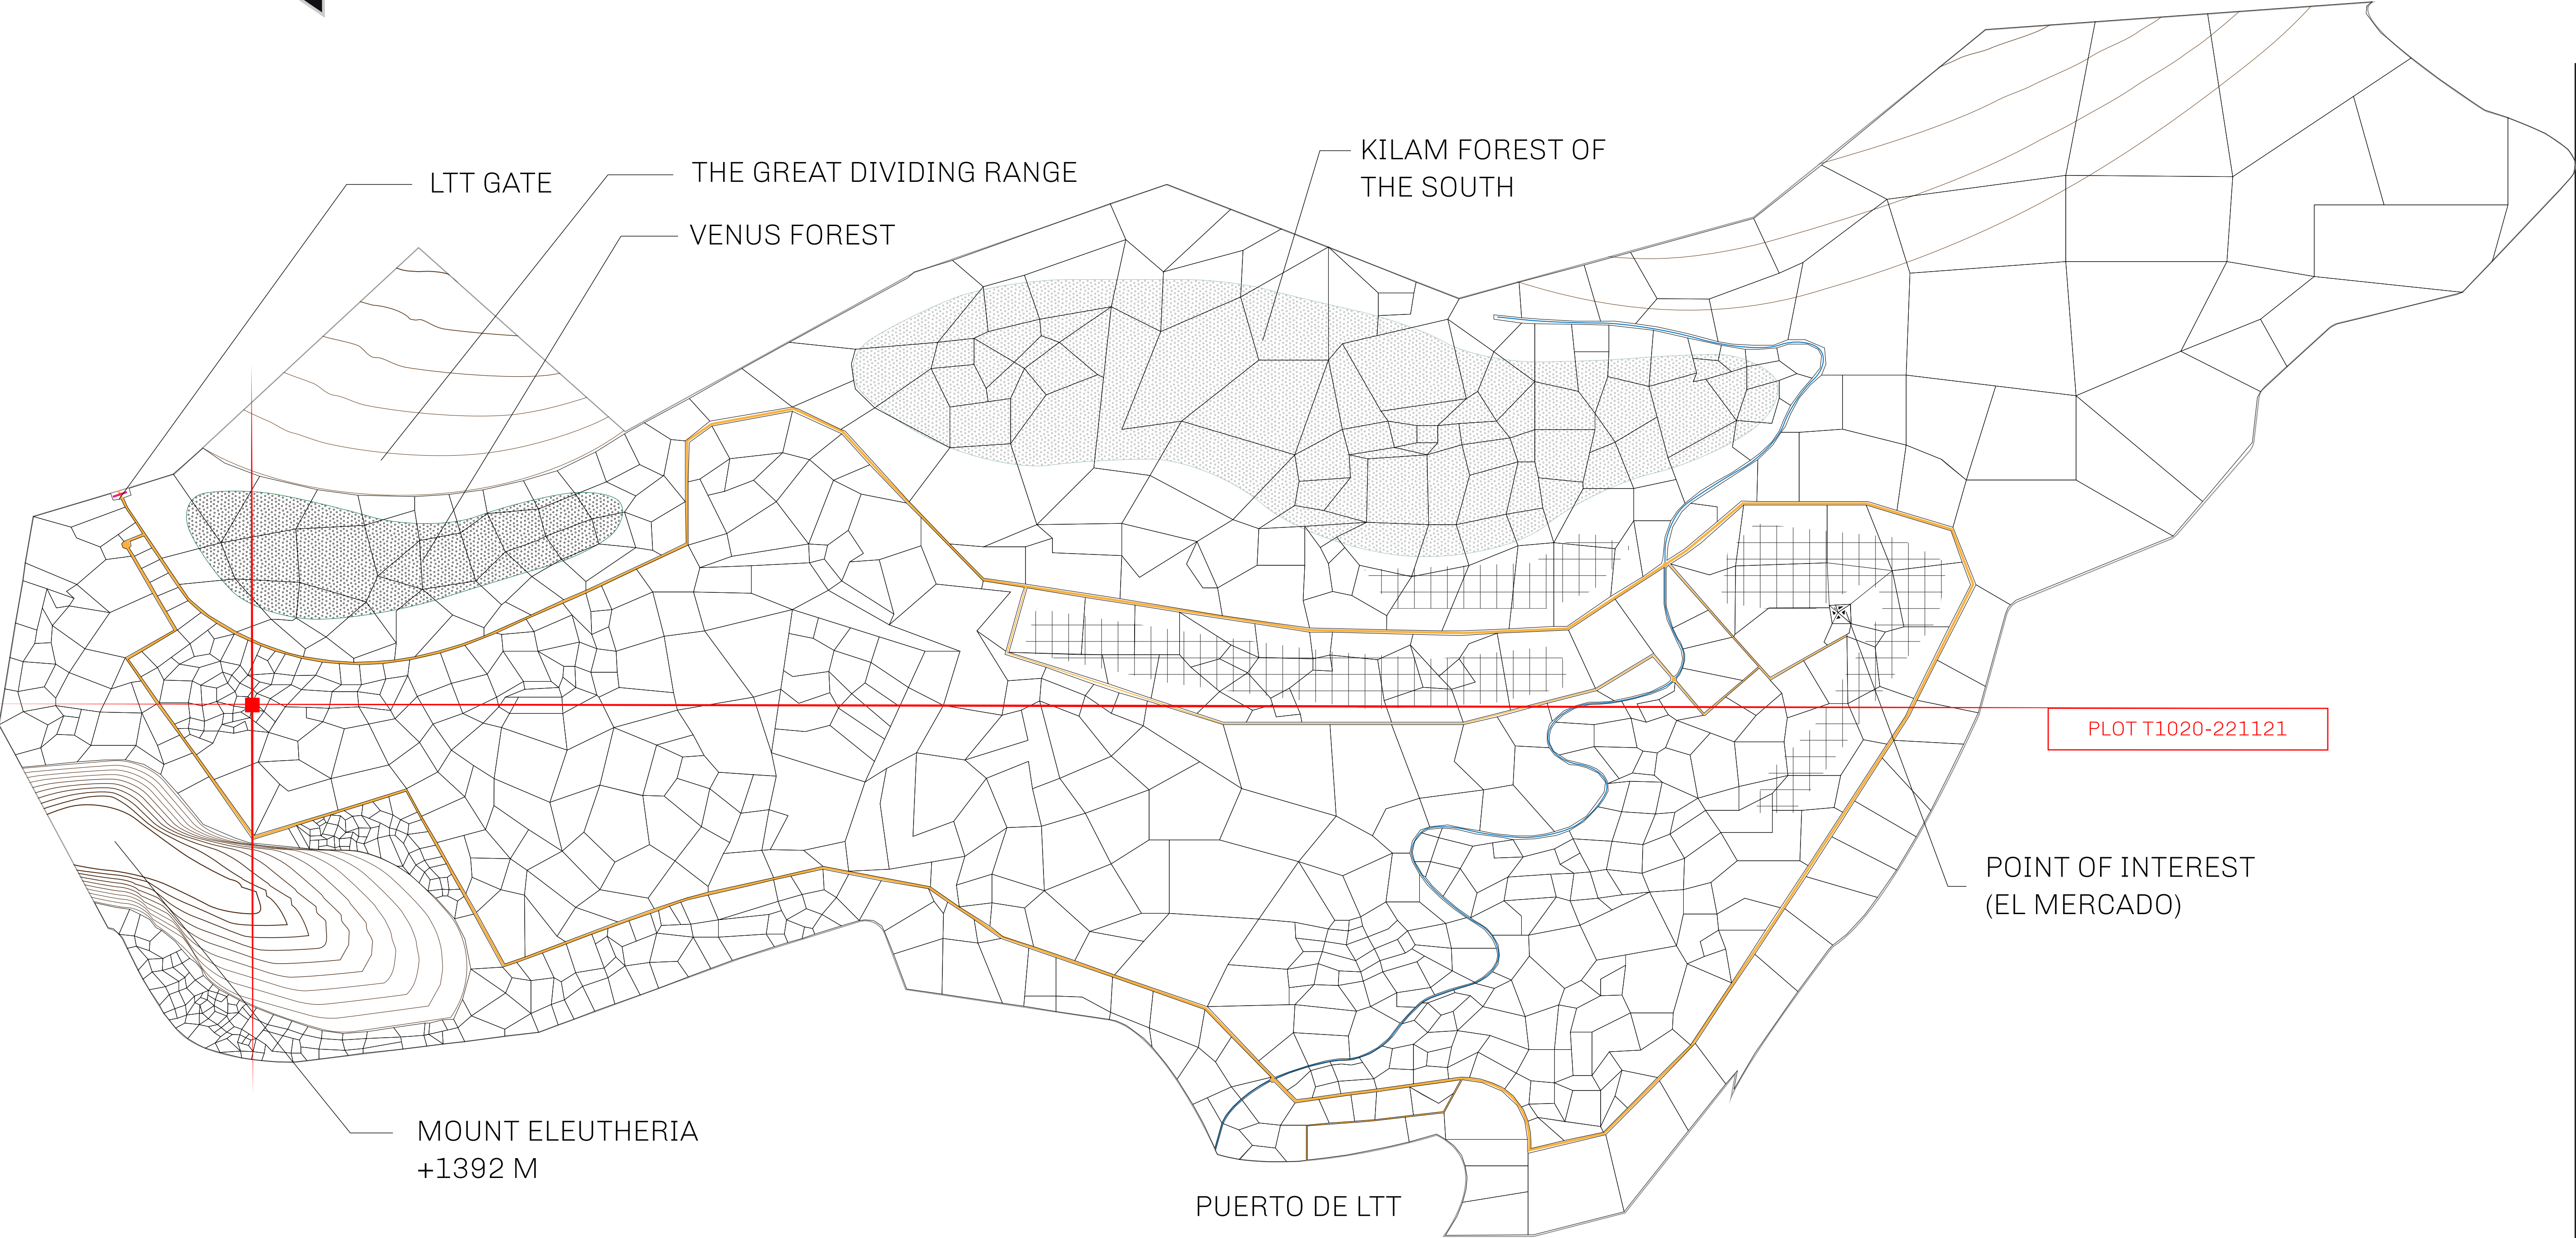 KILAM FOREST OF
THE SOUTH
LTT GATE
THE GREAT DIVIDING RANGE
VENUS FOREST
PLOT T1020-221121
POINT OF INTEREST
(EL MERCADO)
MOUNT ELEUTHERIA
+1392 M
PUERTO DE LTT